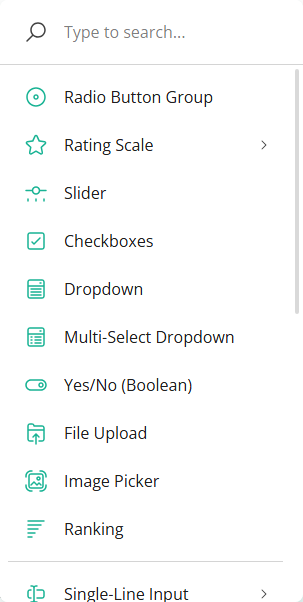 Type to search...
Radio Button Group
Rating Scale
Slider
Checkboxes
Dropdown
Multi-Select Dropdown
Yes/No (Boolean)
File Upload
Image Picker
Ranking
Single-Line Input